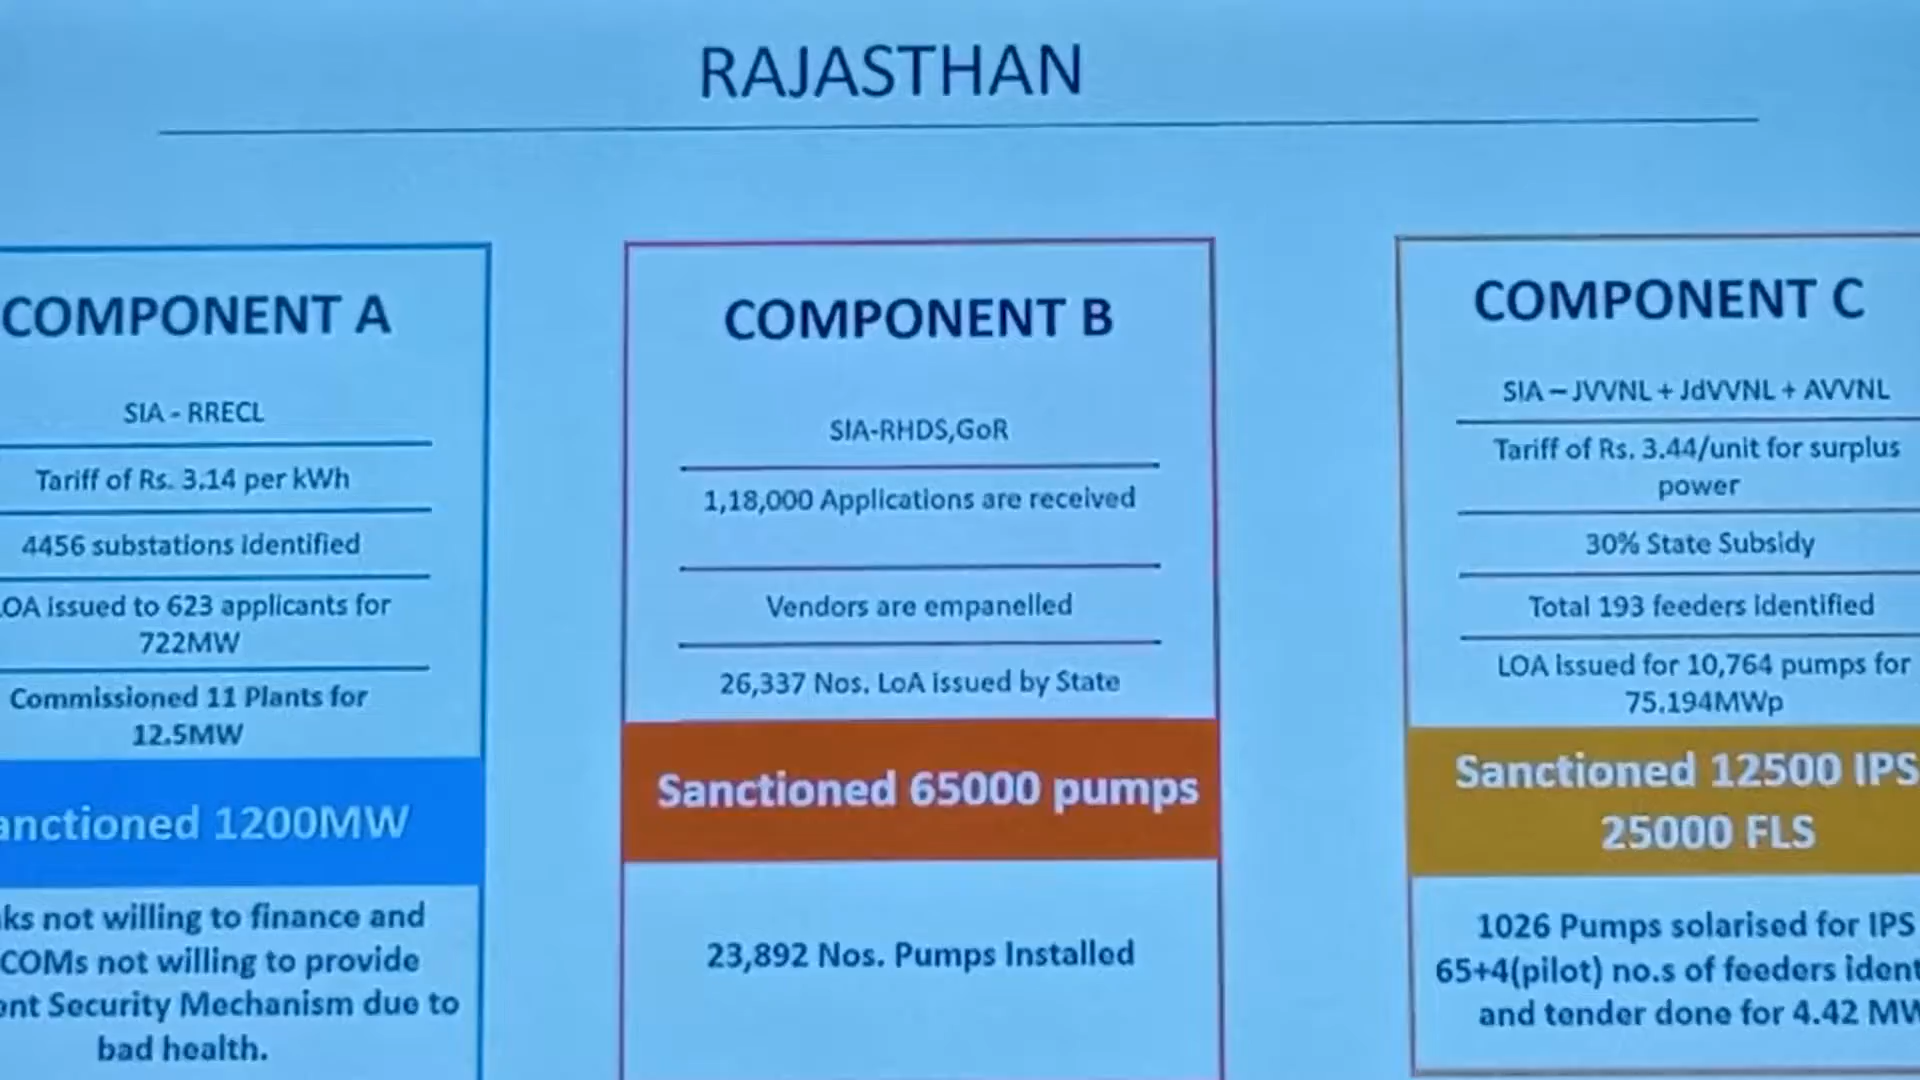 RAJASTHAN
COMPONENT A
SIA - RRECL
Tariff of Rs. 3.14 per kWh
4456 substations identified
OA issued to 623 applicants for
722MW
Commissioned 11 Plants for
12.5MW
anctioned 1200MW
ks not willing to finance and
COMs not willing to provide
ent Security Mechanism due to
bad health.
COMPONENT B
SIA-RHDS,GoR
1,18,000 Applications are received
Vendors are empanelled
26,337 Nos. LoA issued by State
Sanctioned 65000 pumps
23,892 Nos. Pumps Installed
COMPONENT C
SIA – JVVNL + JdVVNL + AVVNL
Tariff of Rs. 3.44/unit for surplus
power
30% State Subsidy
Total 193 feeders identified
LOA issued for 10,764 pumps for
75.194MWp
Sanctioned 12500 IPS
25000 FLS
1026 Pumps solarised for IPS
65+4(pilot) no.s of feeders ident
and tender done for 4.42 MW